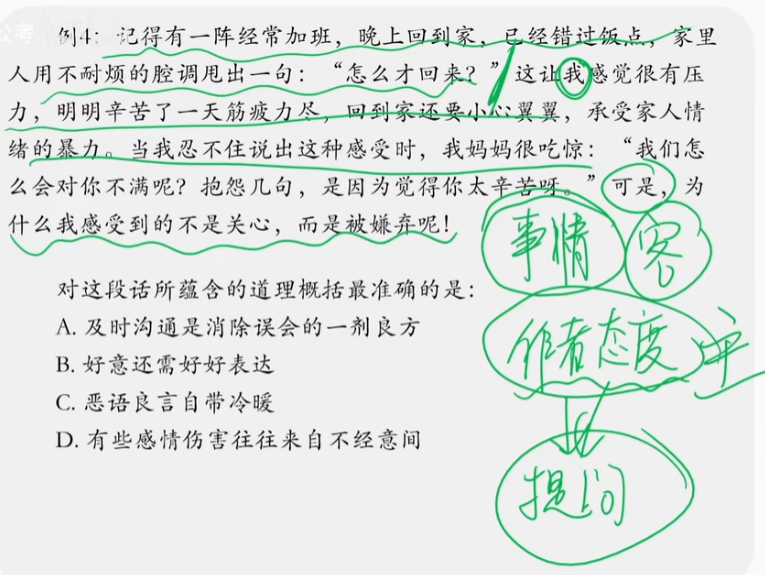 公考
例4：记得有一阵经常加班，晚上回到家，已经错过饭点，家里
人用不耐烦的腔调甩出一句：“怎么才回来？”这让我感觉很有压
力，明明辛苦了一天筋疲力尽，回到家还要小心翼翼，承受家人情
绪的暴力。当我忍不住说出这种感受时，我妈妈很吃惊：“我们怎
么会对你不满呢？抱怨几句，是因为觉得你太辛苦呀。”可是，为
什么我感受到的不是关心，而是被嫌弃呢！
事情 客
对这段话所蕴含的道理概括最准确的是：
A. 及时沟通是消除误会的一剂良方
B. 好意还需好好表达
C. 恶语良言自带冷暖
D. 有些感情伤害往往来自不经意间
作者态度 主
提问